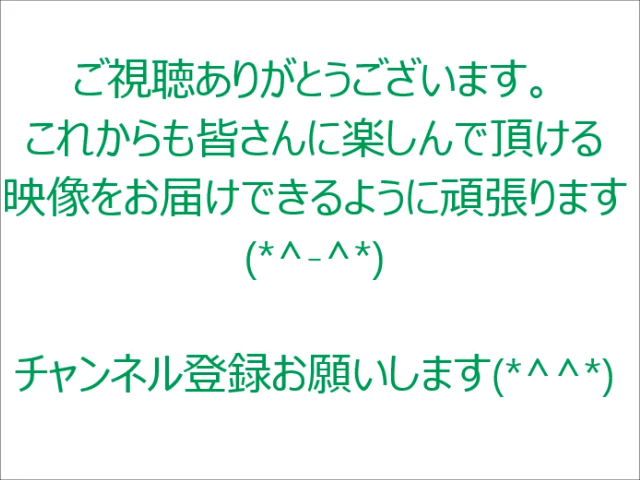 ご視聴ありがとうございます。
これからも皆さんに楽しんで頂ける
映像をお届けできるように頑張ります
(*^-^*)
チャンネル登録お願いします(*^^*)